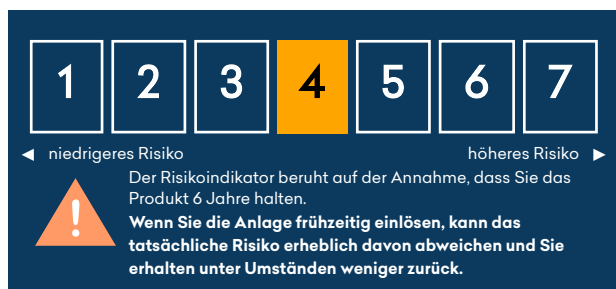 1 2 3 4 5 6 7
◄ niedrigeres Risiko höheres Risiko ►
Der Risikoindikator beruht auf der Annahme, dass Sie das
Produkt 6 Jahre halten.
Wenn Sie die Anlage frühzeitig einlösen, kann das
tatsächliche Risiko erheblich davon abweichen und Sie
erhalten unter Umständen weniger zurück.
!